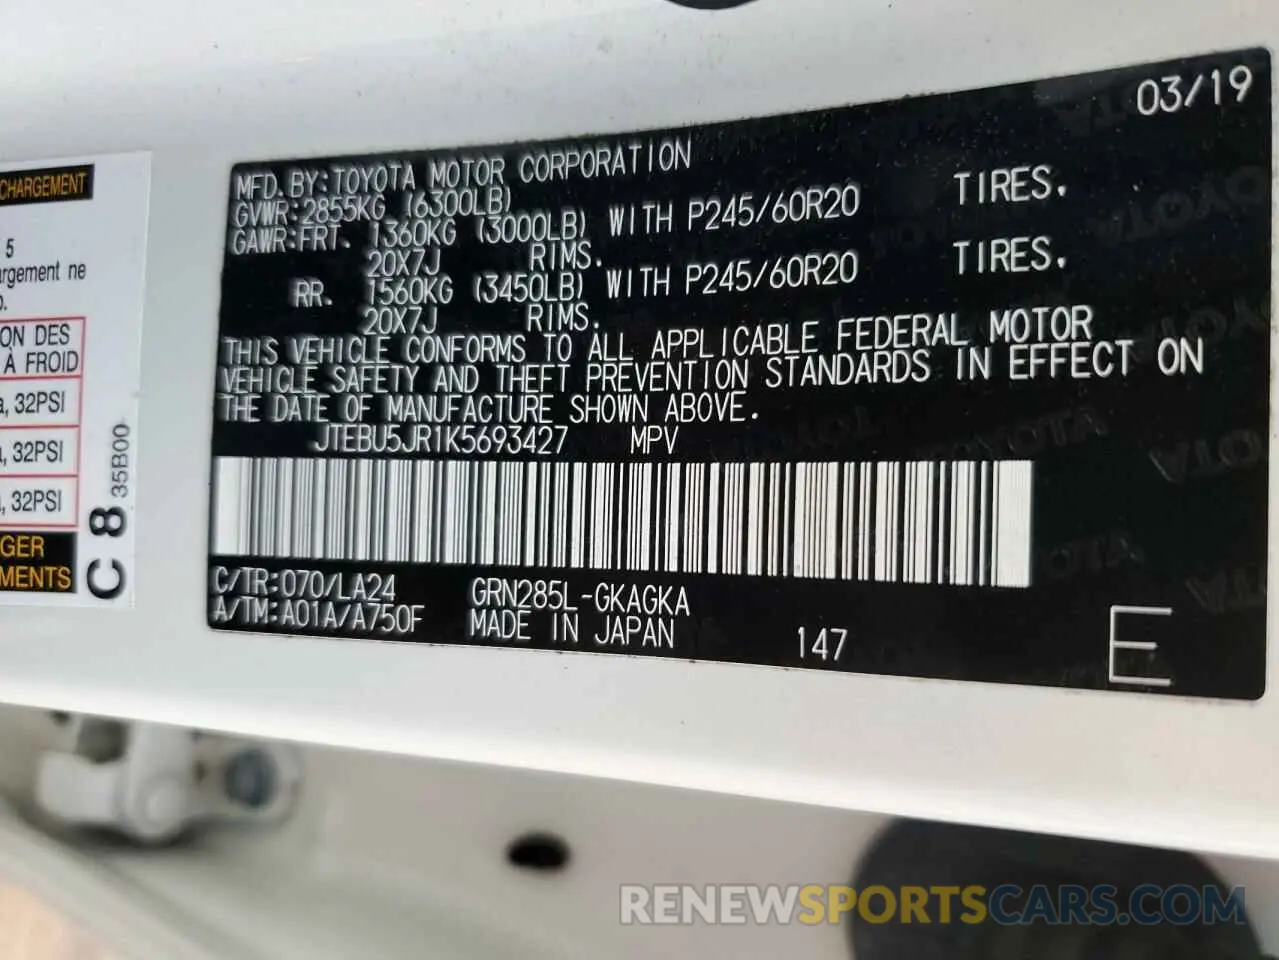 CHARGEMENT
5
argement ne
ON DES
À FROID
, 32PSI
, 32PSI
, 32PSI
GER
MENTS
C 8 35B00
03/19
MFD. BY: TOYOTA MOTOR CORPORATION
GVWR: 2855KG (6300LB)
GAWR: FRT. 1360KG (3000LB) WITH P245/60R20 TIRES.
20X7J RIMS.
RR. 1560KG (3450LB) WITH P245/60R20 TIRES.
20X7J RIMS.
THIS VEHICLE CONFORMS TO ALL APPLICABLE FEDERAL MOTOR
VEHICLE SAFETY AND THEFT PREVENTION STANDARDS IN EFFECT ON
THE DATE OF MANUFACTURE SHOWN ABOVE.
JTEBU5JR1K5693427 MPV
C/TR: 070/LA24 GRN285L-GKAGKA
A/TM: A01A/A750F MADE IN JAPAN 147
E
RENEWSPORTSCARS.COM